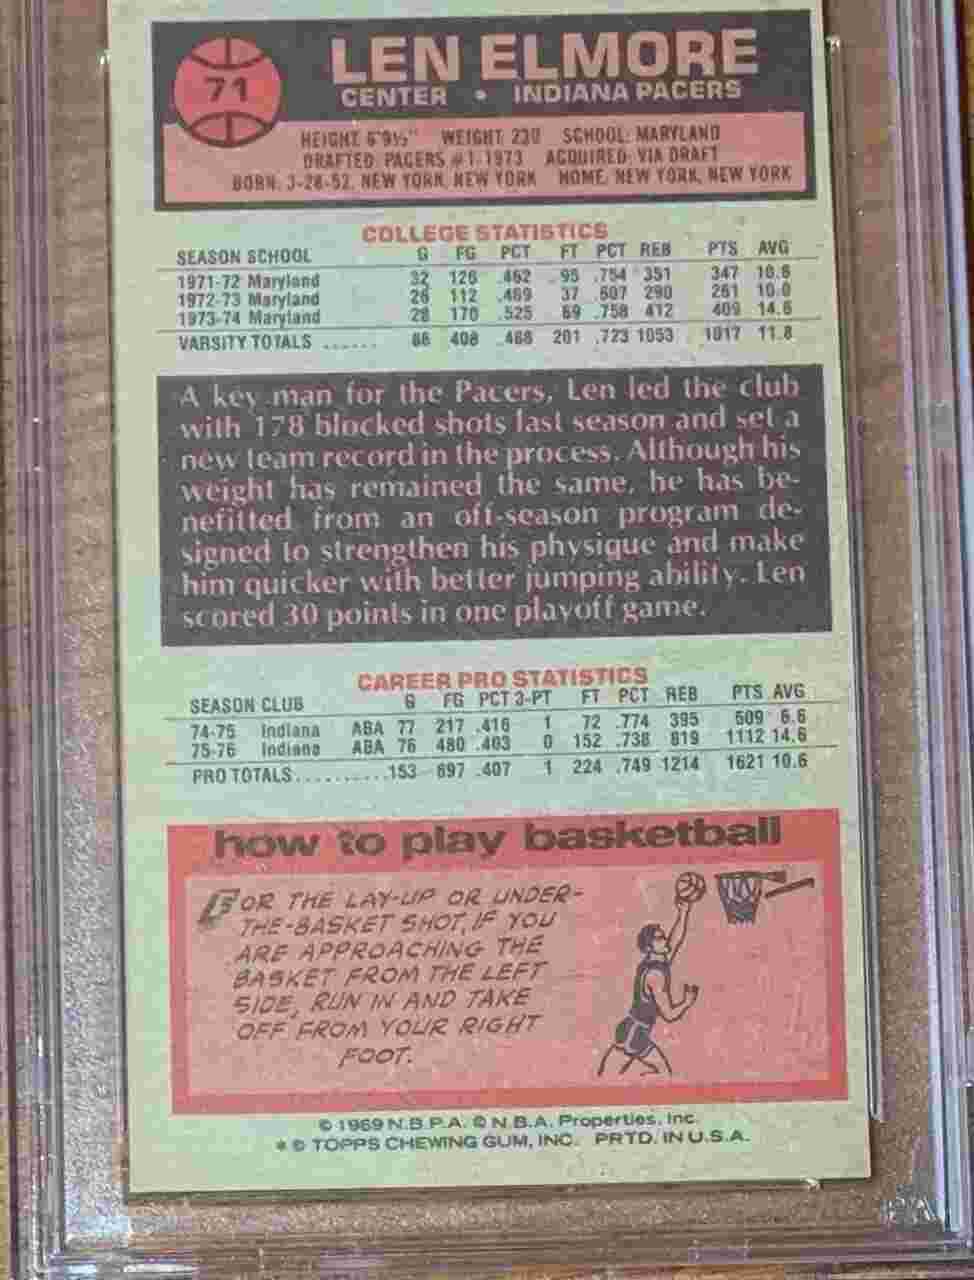 71
LEN ELMORE
CENTER • INDIANA PACERS
HEIGHT: 6'9½" WEIGHT: 230 SCHOOL: MARYLAND
DRAFTED: PACERS #1-1973 ACQUIRED: VIA DRAFT
BORN: 3-28-52, NEW YORK, NEW YORK HOME: NEW YORK, NEW YORK
COLLEGE STATISTICS
SEASON SCHOOL G FG PCT FT PCT REB PTS AVG
1971-72 Maryland 32 126 .462 95 .754 351 347 10.8
1972-73 Maryland 26 112 .469 37 .607 290 261 10.0
1973-74 Maryland 28 170 .525 69 .758 412 409 14.6
VARSITY TOTALS ...... 86 408 .488 201 .723 1053 1017 11.8
A key man for the Pacers, Len led the club
with 178 blocked shots last season and set a
new team record in the process. Although his
weight has remained the same, he has be-
nefitted from an off-season program de-
signed to strengthen his physique and make
him quicker with better jumping ability. Len
scored 30 points in one playoff game.
CAREER PRO STATISTICS
SEASON CLUB G FG PCT 3-PT FT PCT REB PTS AVG
74-75 Indiana ABA 77 217 .416 1 72 .774 395 509 6.6
75-76 Indiana ABA 76 480 .403 0 152 .738 819 1112 14.6
PRO TOTALS.......... 153 697 .407 1 224 .749 1214 1621 10.6
how to play basketball
FOR THE LAY-UP OR UNDER-
THE-BASKET SHOT, IF YOU
ARE APPROACHING THE
BASKET FROM THE LEFT
SIDE, RUN IN AND TAKE
OFF FROM YOUR RIGHT
FOOT.
© 1969 N.B.P.A. © N.B.A. Properties, Inc.
* © TOPPS CHEWING GUM, INC. PRTD. IN U.S.A.